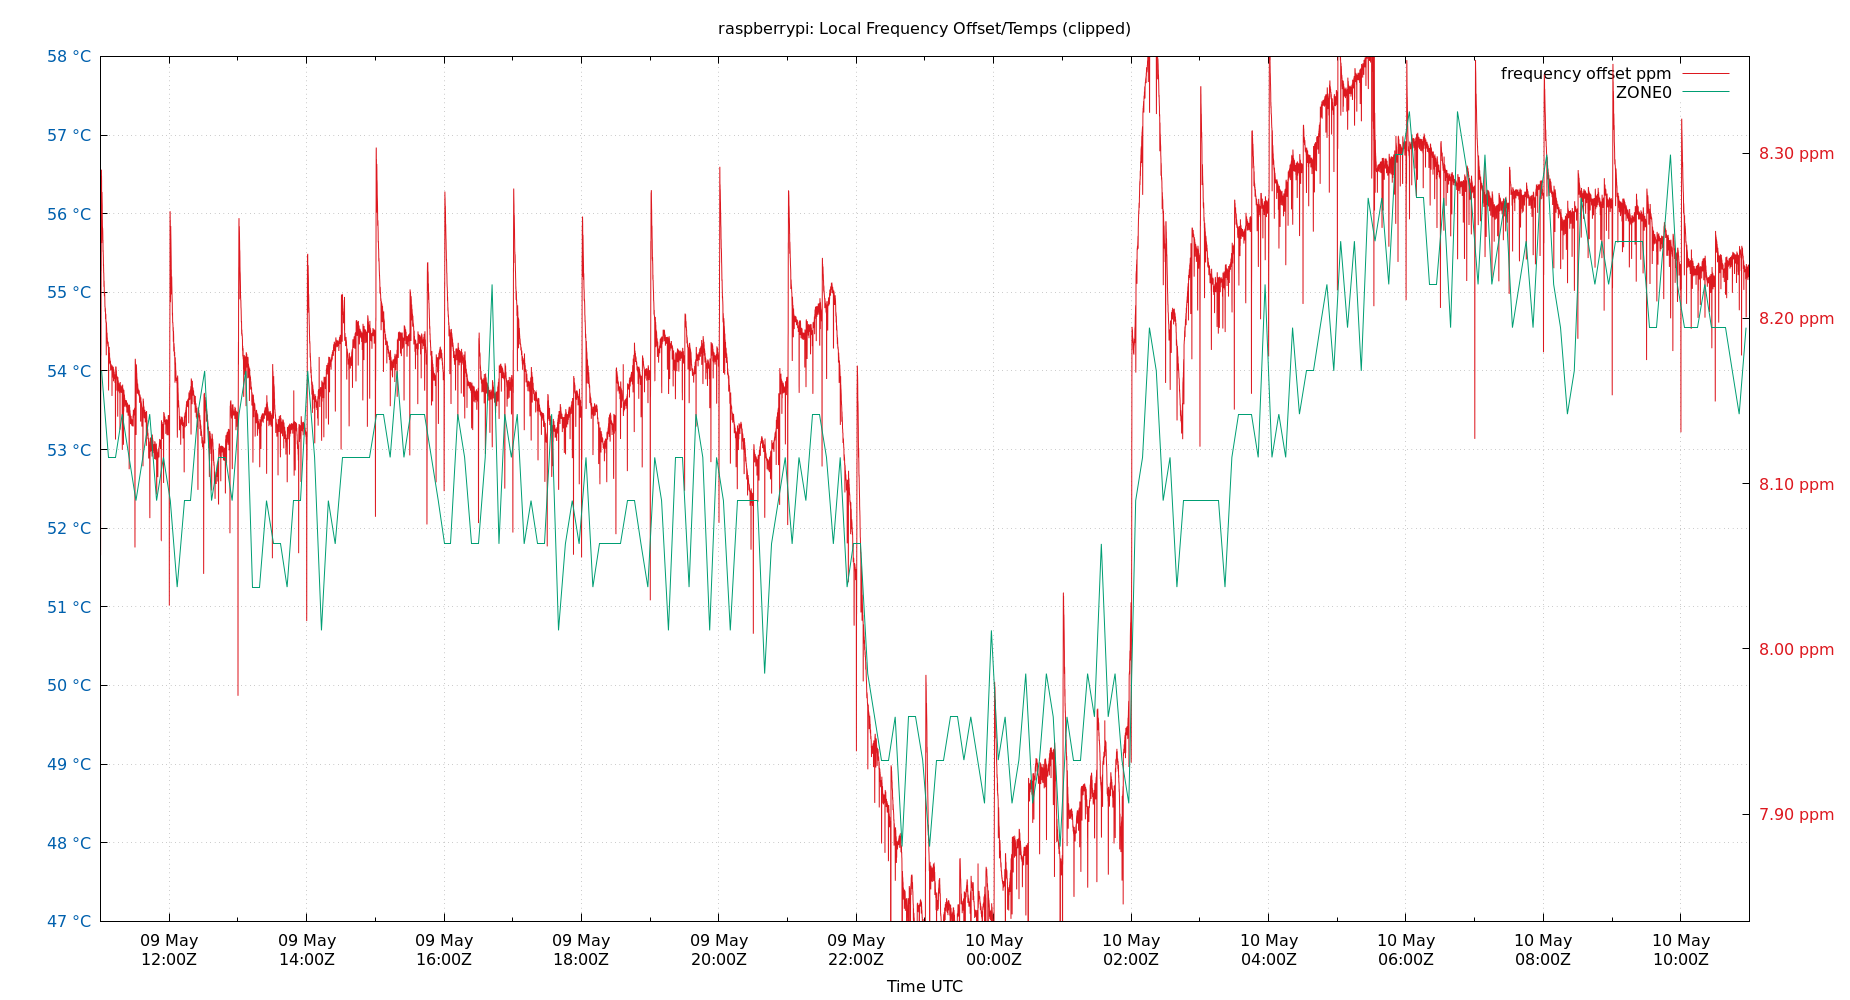 raspberrypi: Local Frequency Offset/Temps (clipped)
frequency offset ppm
ZONE0
58 °C
57 °C
56 °C
55 °C
54 °C
53 °C
52 °C
51 °C
50 °C
49 °C
48 °C
47 °C
8.30 ppm
8.20 ppm
8.10 ppm
8.00 ppm
7.90 ppm
09 May 09 May 09 May 09 May 09 May 09 May 10 May 10 May 10 May 10 May 10 May 10 May
12:00Z 14:00Z 16:00Z 18:00Z 20:00Z 22:00Z 00:00Z 02:00Z 04:00Z 06:00Z 08:00Z 10:00Z
Time UTC